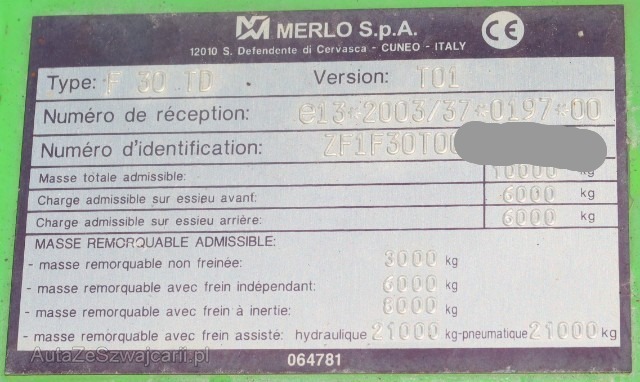 MERLO S.p.A.
CE
12010 S. Defendente di Cervasca - CUNEO - ITALY
Type: F 30 TD Version: T01
Numéro de réception: e13*2003/37*0197*00
Numéro d'identification: ZF1F30T00
Masse totale admissible: 10000 kg
Charge admissible sur essieu avant: 6000 kg
Charge admissible sur essieu arrière: 6000 kg
MASSE REMORQUABLE ADMISSIBLE:
- masse remorquable non freinée: 3000 kg
- masse remorquable avec frein indépendant: 6000 kg
- masse remorquable avec frein à inertie: 8000 kg
- masse remorquable avec frein assisté: hydraulique 21000 kg-pneumatique 21000 kg
AutaZeSzwajcarii.pl
064781